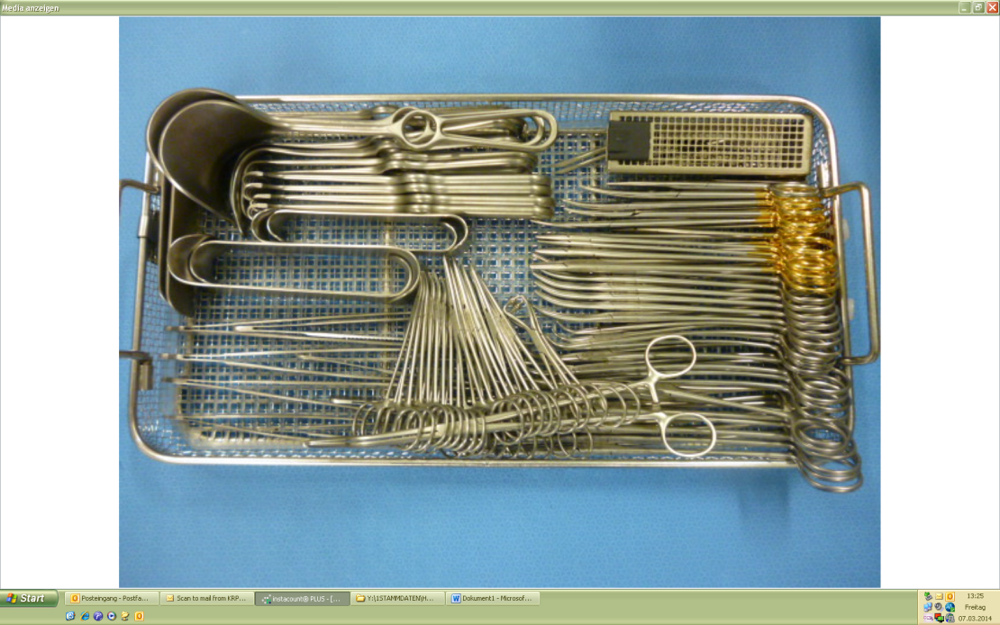 Media anzeigen
Start
Posteingang - Postfa...
Scan to mail from KRP...
instacount® PLUS - [...
Y:\1STAMMDATEN\H...
Dokument1 - Microsof...
13:25
Freitag
07.03.2014